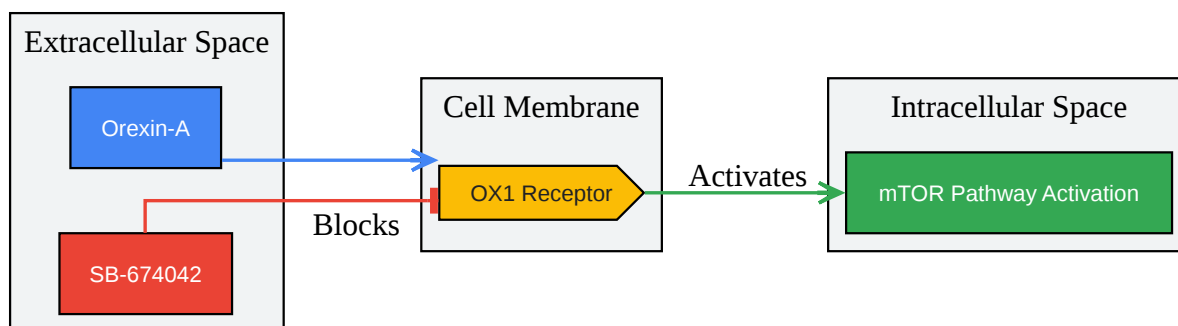 Extracellular Space
Orexin-A
SB-674042
Blocks
Cell Membrane
OX1 Receptor
Activates
Intracellular Space
mTOR Pathway Activation